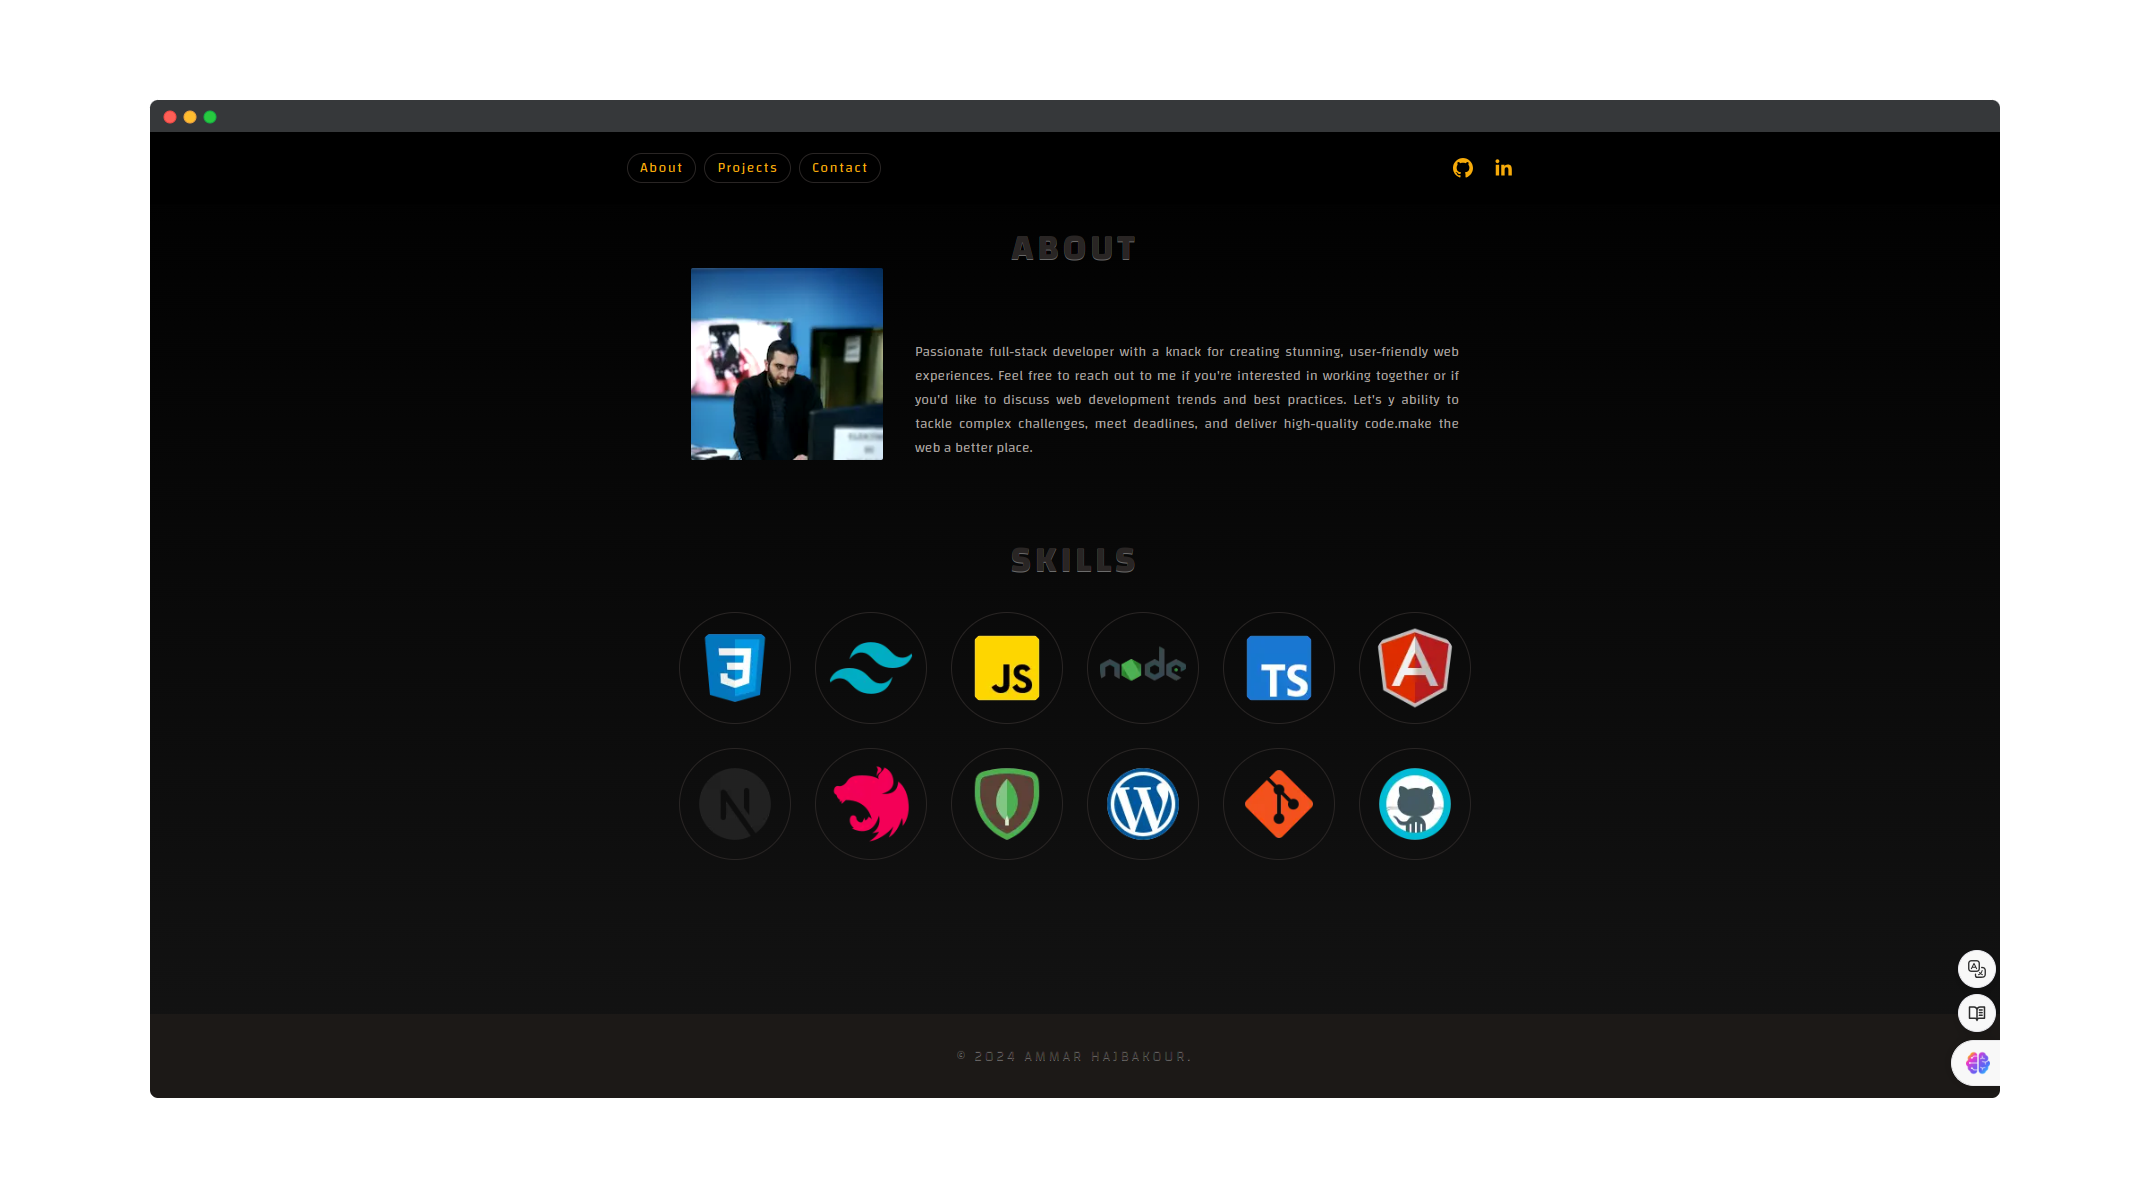 About Projects Contact
ABOUT
Passionate full-stack developer with a knack for creating stunning, user-friendly web
experiences. Feel free to reach out to me if you're interested in working together or if
you'd like to discuss web development trends and best practices. Let's y ability to
tackle complex challenges, meet deadlines, and deliver high-quality code.make the
web a better place.
SKILLS
3 JS node TS A
N W
© 2024 AMMAR HAJBAKOUR.